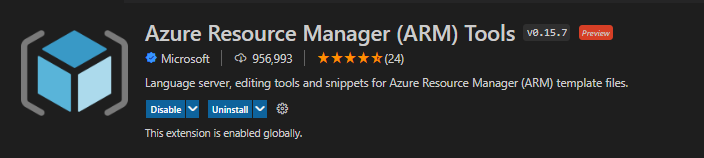 Azure Resource Manager (ARM) Tools v0.15.7 Preview
Microsoft 956,993 (24)
Language server, editing tools and snippets for Azure Resource Manager (ARM) template files.
Disable Uninstall
This extension is enabled globally.